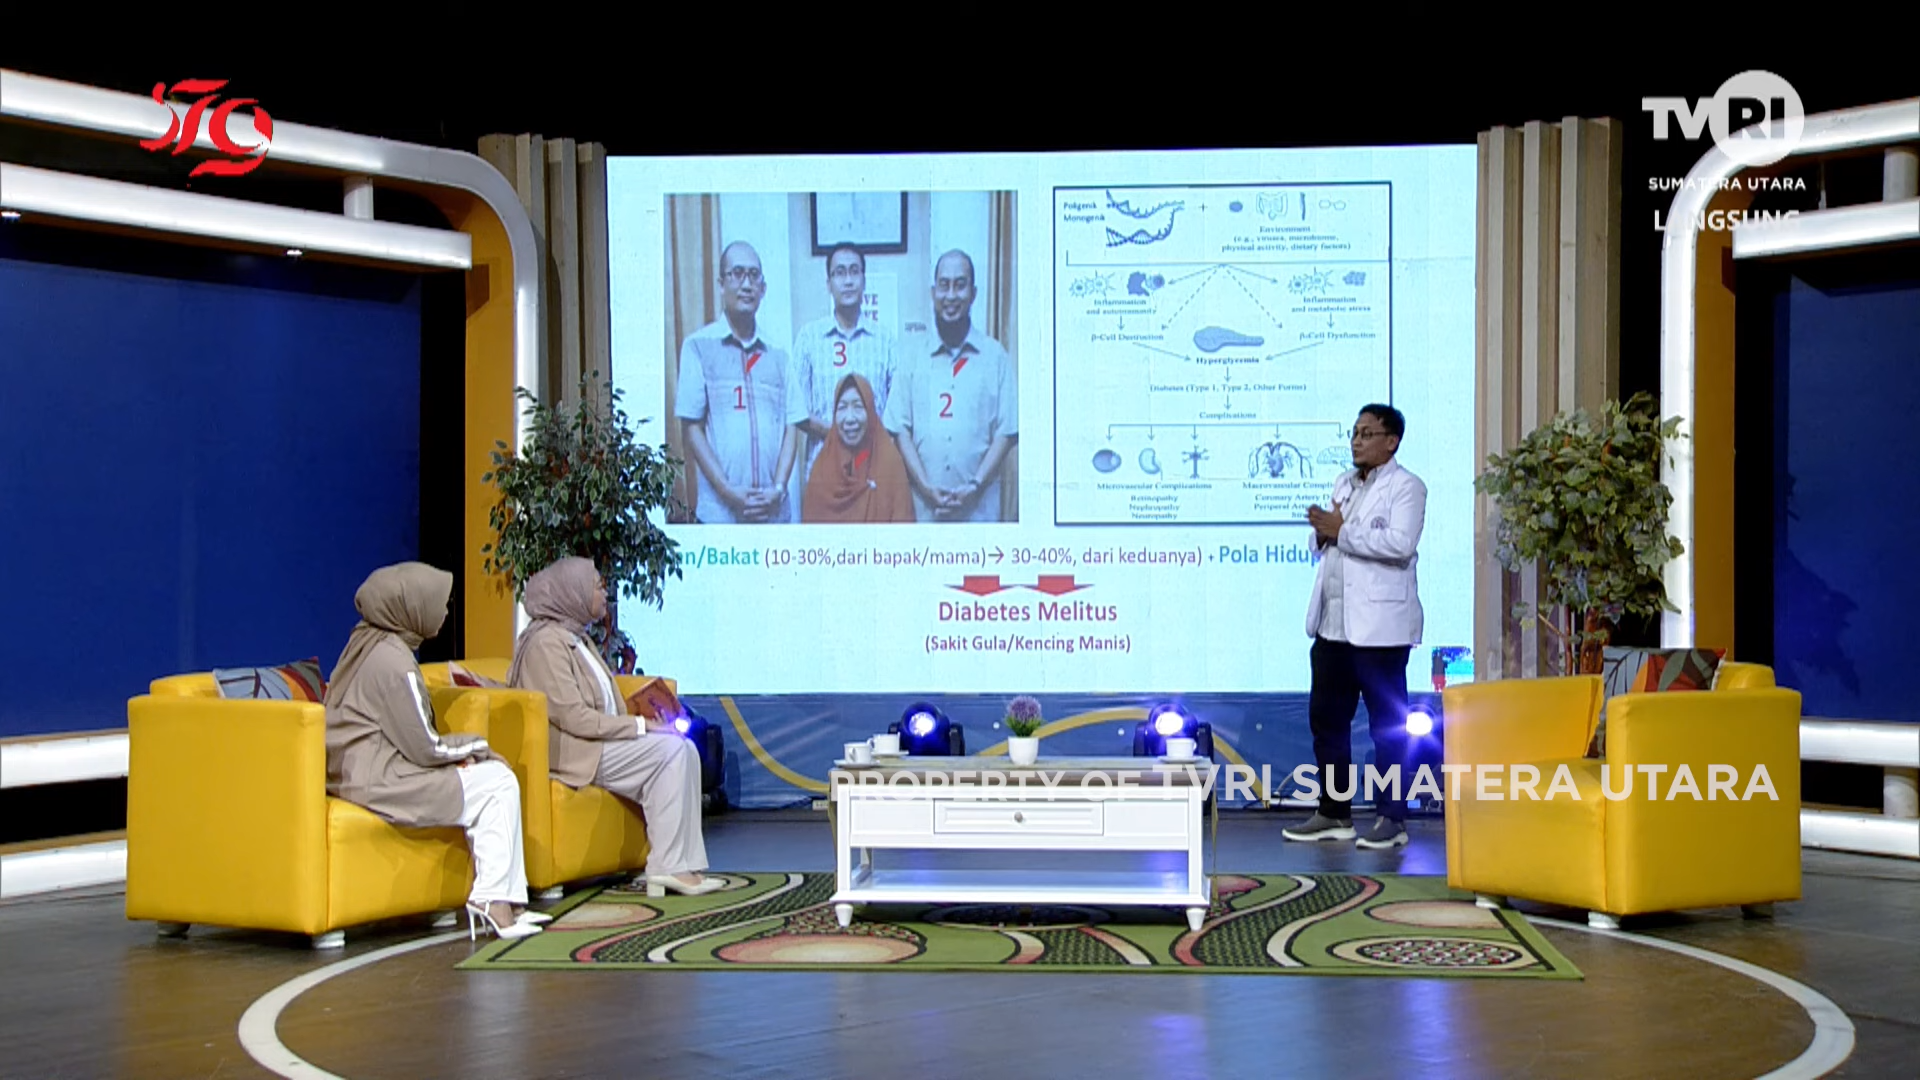 79
TVRI
SUMATERA UTARA
LANGSUNG
Poligenik
Monogenik
+
Environment
(e.g., viruses, microbiome,
physical activity, dietary factors)
Inflammation
and autoimmunity
Inflammation
and metabolic stress
β-Cell Destruction
β-Cell Dysfunction
Hyperglycemia
Diabetes (Type 1, Type 2, Other Forms)
Complications
Microvascular Complications
Retinopathy
Nephropathy
Neuropathy
Macrovascular Compli
Coronary Artery D
Peripheral Artery
3
1
2
an/Bakat (10-30%,dari bapak/mama)→ 30-40%, dari keduanya) + Pola Hidup
Diabetes Melitus
(Sakit Gula/Kencing Manis)
PROPERTY OF TVRI SUMATERA UTARA